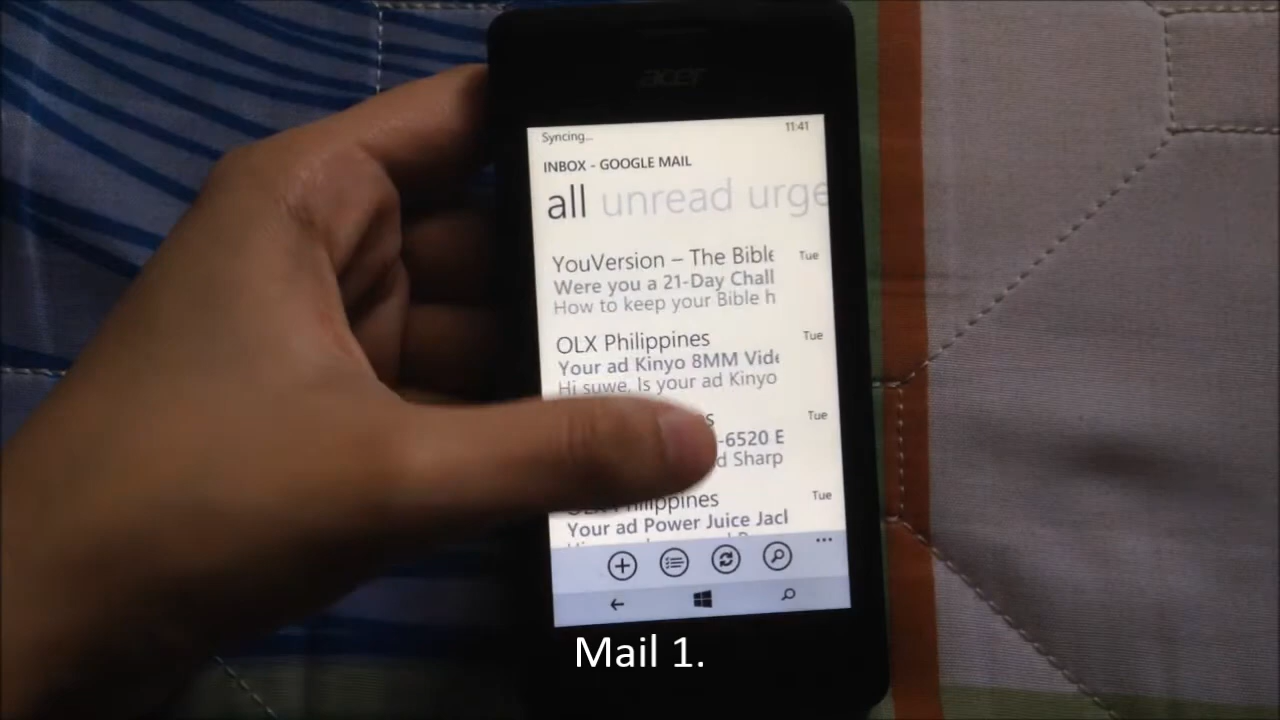 acer
Syncing... 11:41
INBOX - GOOGLE MAIL
all unread urge
YouVersion – The Bible Tue
Were you a 21-Day Chall
How to keep your Bible h
OLX Philippines Tue
Your ad Kinyo 8MM Vide
Hi suwe, Is your ad Kinyo
Tue
-6520 E
d Sharp
OLX Philippines Tue
Your ad Power Juice Jack
Mail 1.